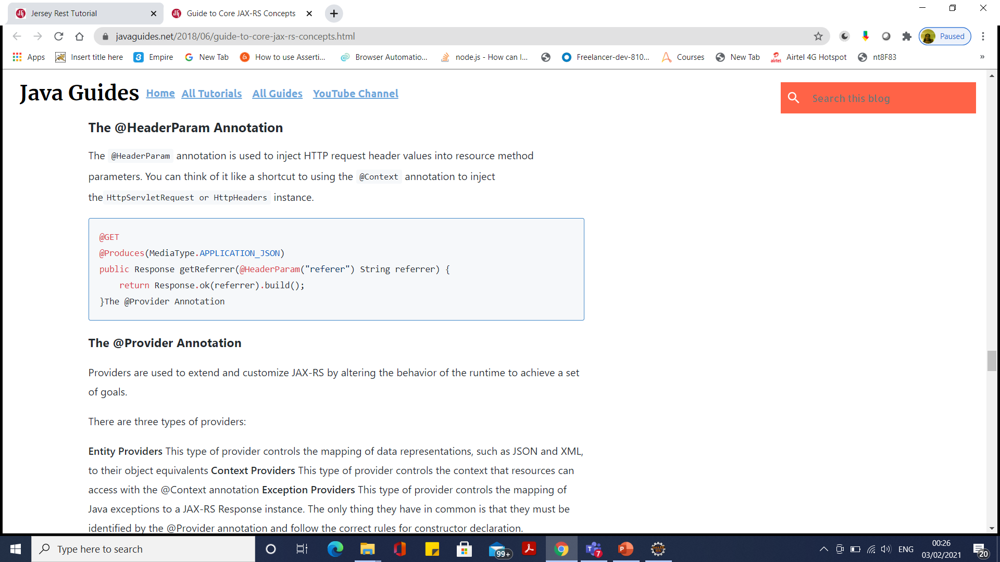 Jersey Rest Tutorial
Guide to Core JAX-RS Concepts
javaguides.net/2018/06/guide-to-core-jax-rs-concepts.html
Paused
Apps
Insert title here
Empire
New Tab
How to use Asserti...
Browser Automatio...
node.js - How can I...
Freelancer-dev-810...
Courses
New Tab
airtel
Airtel 4G Hotspot
nt8F83
»
Java Guides
Home
All Tutorials
All Guides
YouTube Channel
Search this blog
The @HeaderParam Annotation
The @HeaderParam annotation is used to inject HTTP request header values into resource method
parameters. You can think of it like a shortcut to using the @Context annotation to inject
the HttpServletRequest or HttpHeaders instance.
@GET
@Produces(MediaType.APPLICATION_JSON)
public Response getReferrer(@HeaderParam("referer") String referrer) {
return Response.ok(referrer).build();
}The @Provider Annotation
The @Provider Annotation
Providers are used to extend and customize JAX-RS by altering the behavior of the runtime to achieve a set
of goals.
There are three types of providers:
Entity Providers This type of provider controls the mapping of data representations, such as JSON and XML,
to their object equivalents Context Providers This type of provider controls the context that resources can
access with the @Context annotation Exception Providers This type of provider controls the mapping of
Java exceptions to a JAX-RS Response instance. The only thing they have in common is that they must be
identified by the @Provider annotation and follow the correct rules for constructor declaration.
Type here to search
99+
7
ENG
00:26
03/02/2021
20